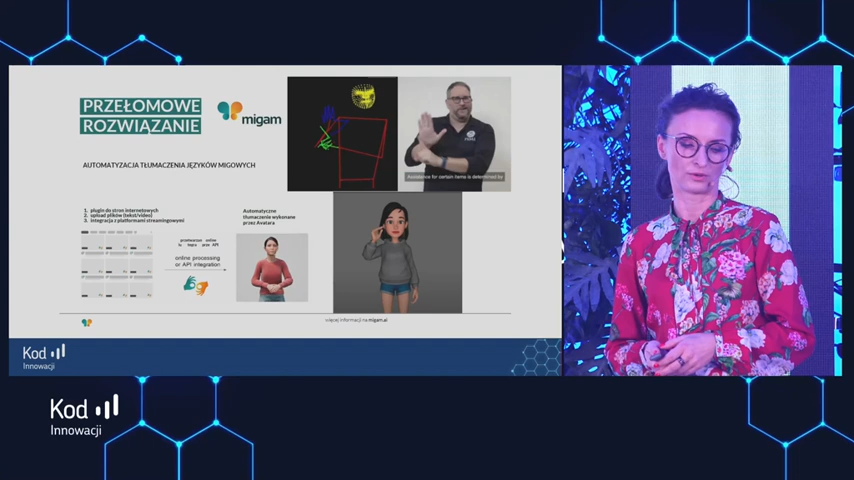 PRZEŁOMOWE
ROZWIĄZANIE
migam
AUTOMATYZACJA TŁUMACZENIA JĘZYKÓW MIGOWYCH
Assistance for certain items is determined by
1. plugin do stron internetowych
2. upload plików (tekst/video)
3. integracja z platformami streamingowymi
Automatyczne
tłumaczenie wykonane
przez Avatara
online processing
or API integration
więcej informacji na migam.ai
Kod
Innowacji
Kod
Innowacji